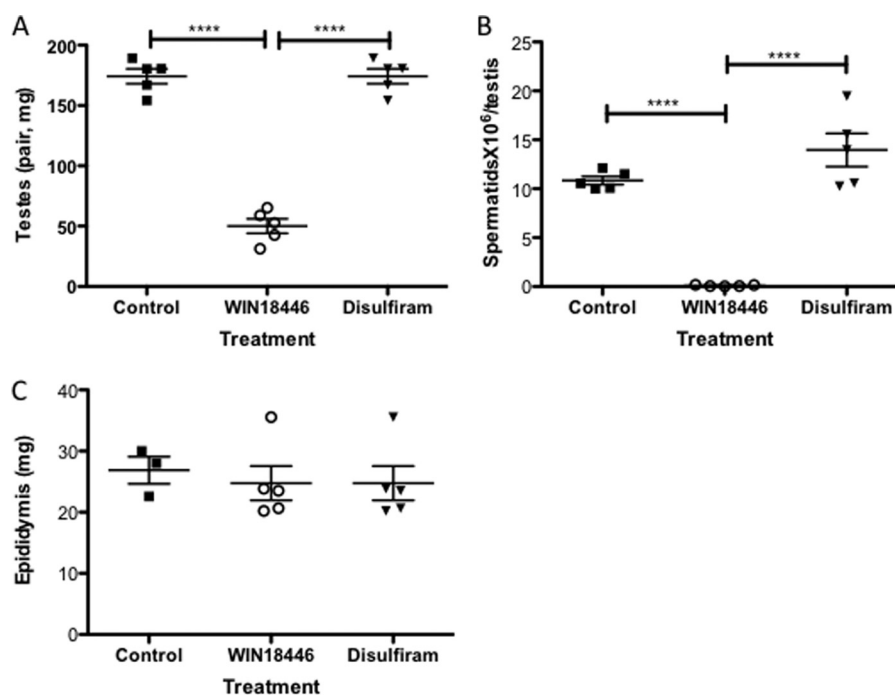 A
Testes (pair, mg)
200
150
100
50
0
****
****
Control
WIN18446
Disulfiram
Treatment
B
SpermatidsX10⁶/testis
25
20
15
10
5
0
****
****
Control
WIN18446
Disulfiram
Treatment
C
Epididymis (mg)
40
30
20
10
0
Control
WIN18446
Disulfiram
Treatment